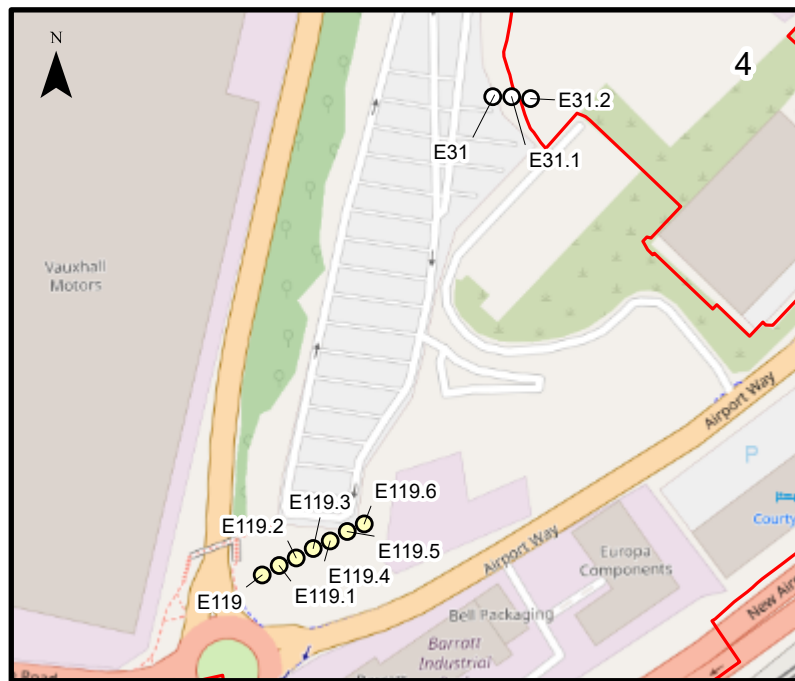 N
4
E31.2
E31
E31.1
Vauxhall
Motors
Airport Way
P
E119.3
E119.6
E119.2
E119.5
E119.4
E119.1
E119
Airport Way
County
Europa
Components
Bell Packaging
New Air
Barratt
Industrial
Road